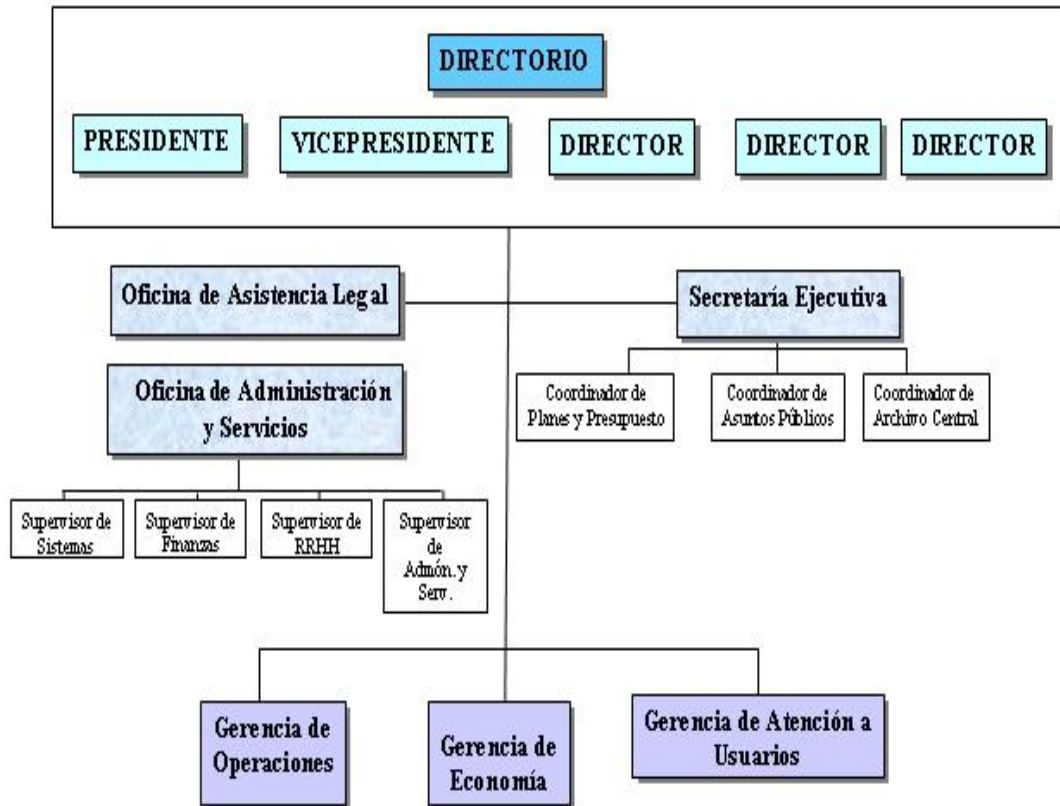 DIRECTORIO
PRESIDENTE
VICEPRESIDENTE
DIRECTOR
DIRECTOR
DIRECTOR
Oficina de Asistencia Legal
Secretaría Ejecutiva
Oficina de Administración
y Servicios
Coordinador de
Planes y Presupuesto
Coordinador de
Asuntos Públicos
Coordinador de
Archivo Central
Supervisor de
Sistemas
Supervisor de
Finanzas
Supervisor de
RRHH
Supervisor
de
Admón. y
Serv.
Gerencia de
Operaciones
Gerencia de
Economía
Gerencia de Atención a
Usuarios